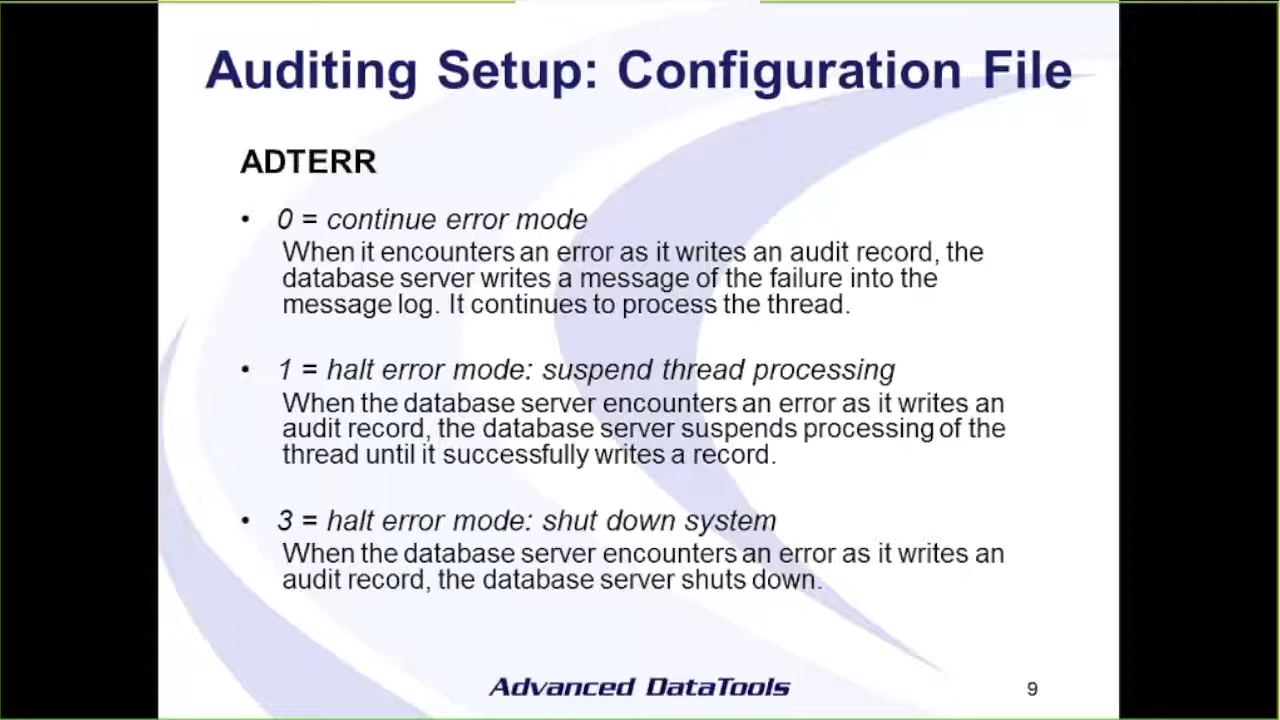 Auditing Setup: Configuration File
ADTERR
• 0 = continue error mode
When it encounters an error as it writes an audit record, the
database server writes a message of the failure into the
message log. It continues to process the thread.
• 1 = halt error mode: suspend thread processing
When the database server encounters an error as it writes an
audit record, the database server suspends processing of the
thread until it successfully writes a record.
• 3 = halt error mode: shut down system
When the database server encounters an error as it writes an
audit record, the database server shuts down.
Advanced DataTools
9